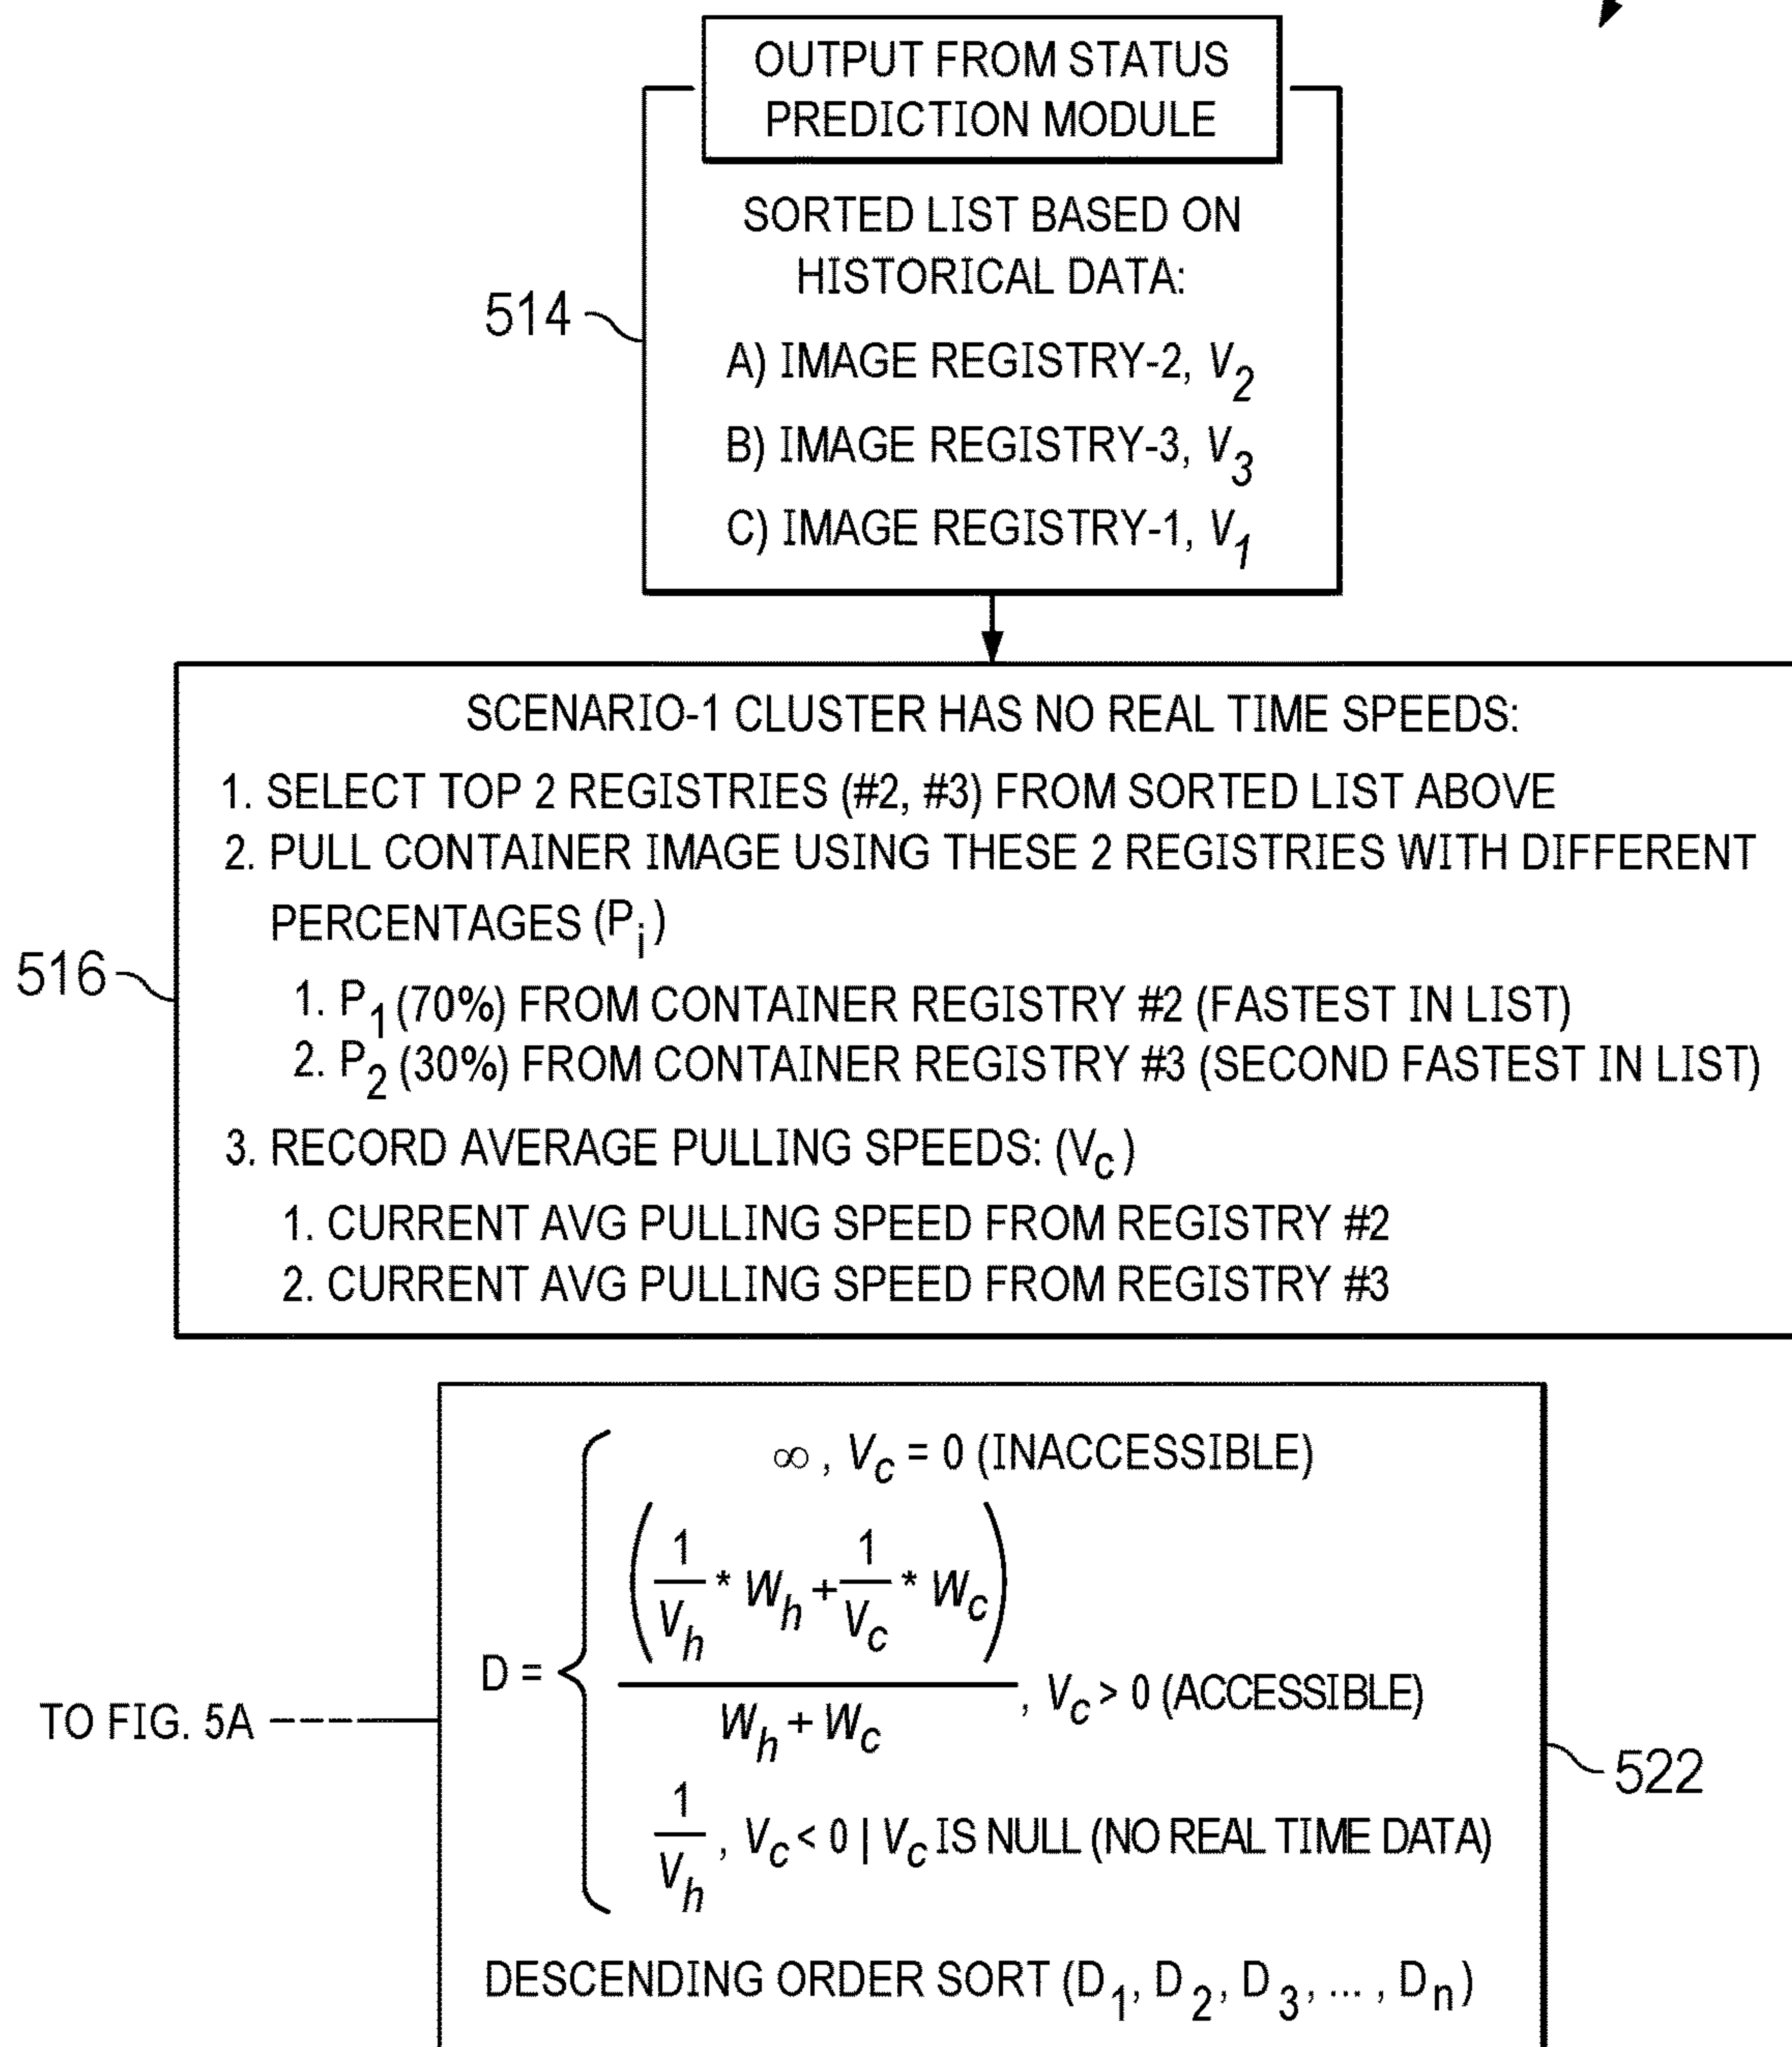 OUTPUT FROM STATUS
PREDICTION MODULE
SORTED LIST BASED ON
HISTORICAL DATA:
514
A) IMAGE REGISTRY-2, V2
B) IMAGE REGISTRY-3, V3
C) IMAGE REGISTRY-1, V1
SCENARIO-1 CLUSTER HAS NO REAL TIME SPEEDS:
1. SELECT TOP 2 REGISTRIES (#2, #3) FROM SORTED LIST ABOVE
2. PULL CONTAINER IMAGE USING THESE 2 REGISTRIES WITH DIFFERENT
PERCENTAGES (Pi)
516
1. P1 (70%) FROM CONTAINER REGISTRY #2 (FASTEST IN LIST)
2. P2 (30%) FROM CONTAINER REGISTRY #3 (SECOND FASTEST IN LIST)
3. RECORD AVERAGE PULLING SPEEDS: (Vc)
1. CURRENT AVG PULLING SPEED FROM REGISTRY #2
2. CURRENT AVG PULLING SPEED FROM REGISTRY #3
∞, Vc = 0 (INACCESSIBLE)
D = (1/Vh * Wh + 1/Vc * Wc) / Wh + Wc, Vc > 0 (ACCESSIBLE)
TO FIG. 5A
522
1/Vh, Vc < 0 | Vc IS NULL (NO REAL TIME DATA)
DESCENDING ORDER SORT (D1, D2, D3, ... , Dn)